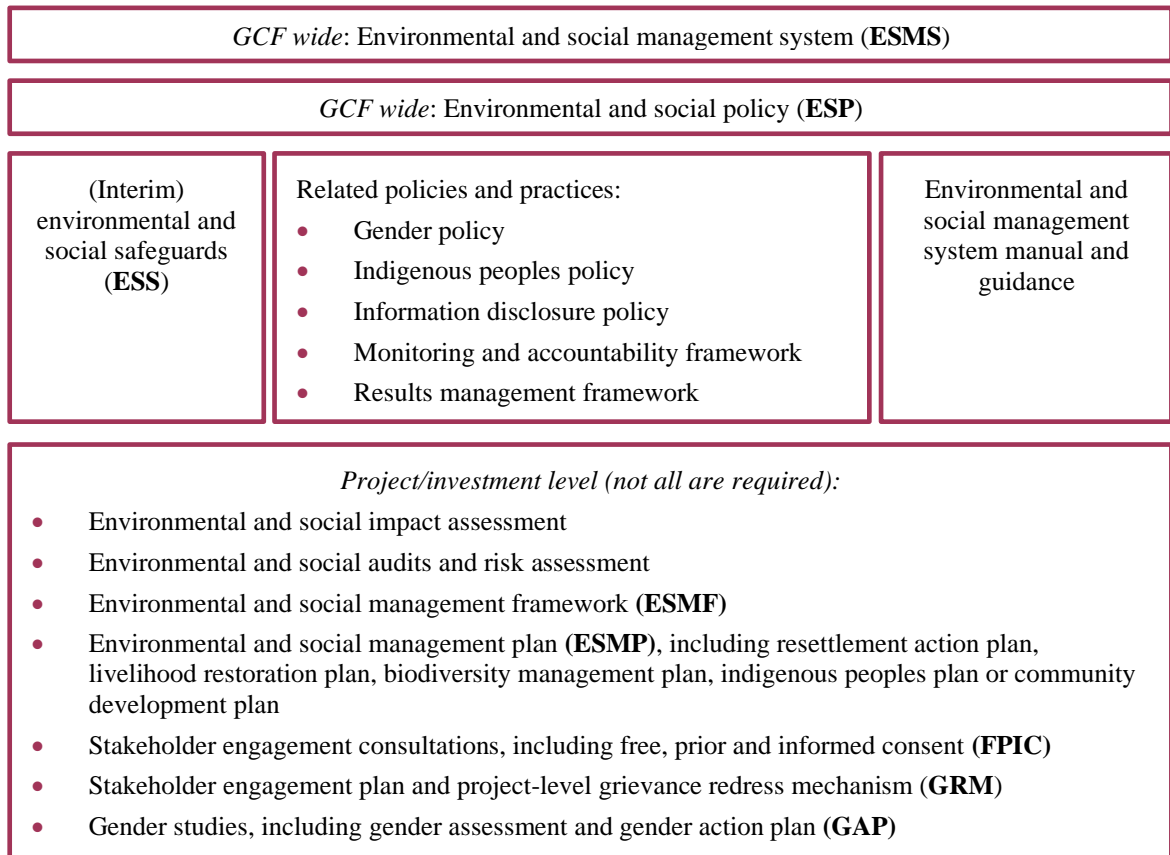 GCF wide: Environmental and social management system (ESMS)
GCF wide: Environmental and social policy (ESP)
(Interim)
environmental and
social safeguards
(ESS)
Related policies and practices:
• Gender policy
• Indigenous peoples policy
• Information disclosure policy
• Monitoring and accountability framework
• Results management framework
Environmental and
social management
system manual and
guidance
Project/investment level (not all are required):
• Environmental and social impact assessment
• Environmental and social audits and risk assessment
• Environmental and social management framework (ESMF)
• Environmental and social management plan (ESMP), including resettlement action plan,
livelihood restoration plan, biodiversity management plan, indigenous peoples plan or community
development plan
• Stakeholder engagement consultations, including free, prior and informed consent (FPIC)
• Stakeholder engagement plan and project-level grievance redress mechanism (GRM)
• Gender studies, including gender assessment and gender action plan (GAP)